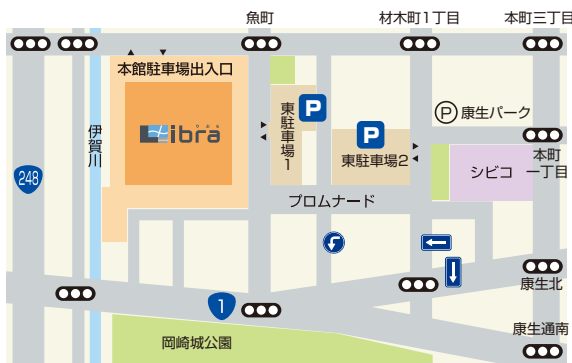 魚町
材木町1丁目
本町三丁目
本館駐車場出入口
Libra
伊賀川
248
東駐車場1
P
P
東駐車場2
P 康生パーク
シビコ
本町
一丁目
プロムナード
1
康生北
康生通南
岡崎城公園